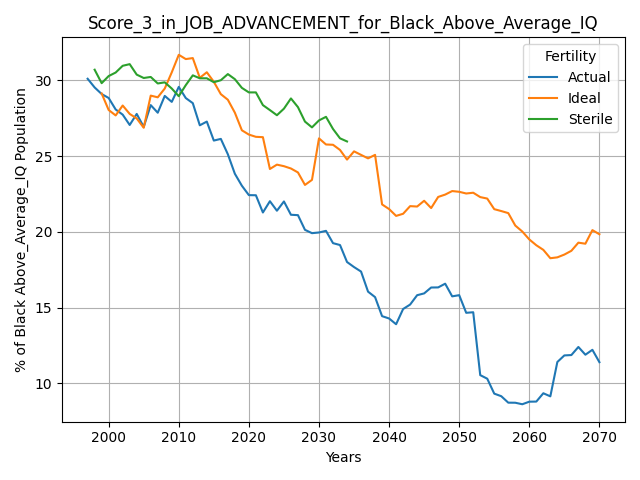 Score_3_in_JOB_ADVANCEMENT_for_Black_Above_Average_IQ
% of Black Above_Average_IQ Population
30
25
20
15
10
Fertility
Actual
Ideal
Sterile
2000 2010 2020 2030 2040 2050 2060 2070
Years